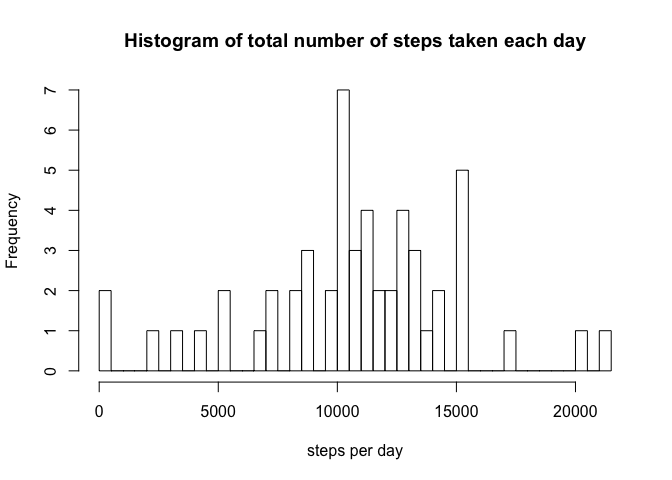 Histogram of total number of steps taken each day
Frequency
7
6
5
4
3
2
1
0
0 5000 10000 15000 20000
steps per day